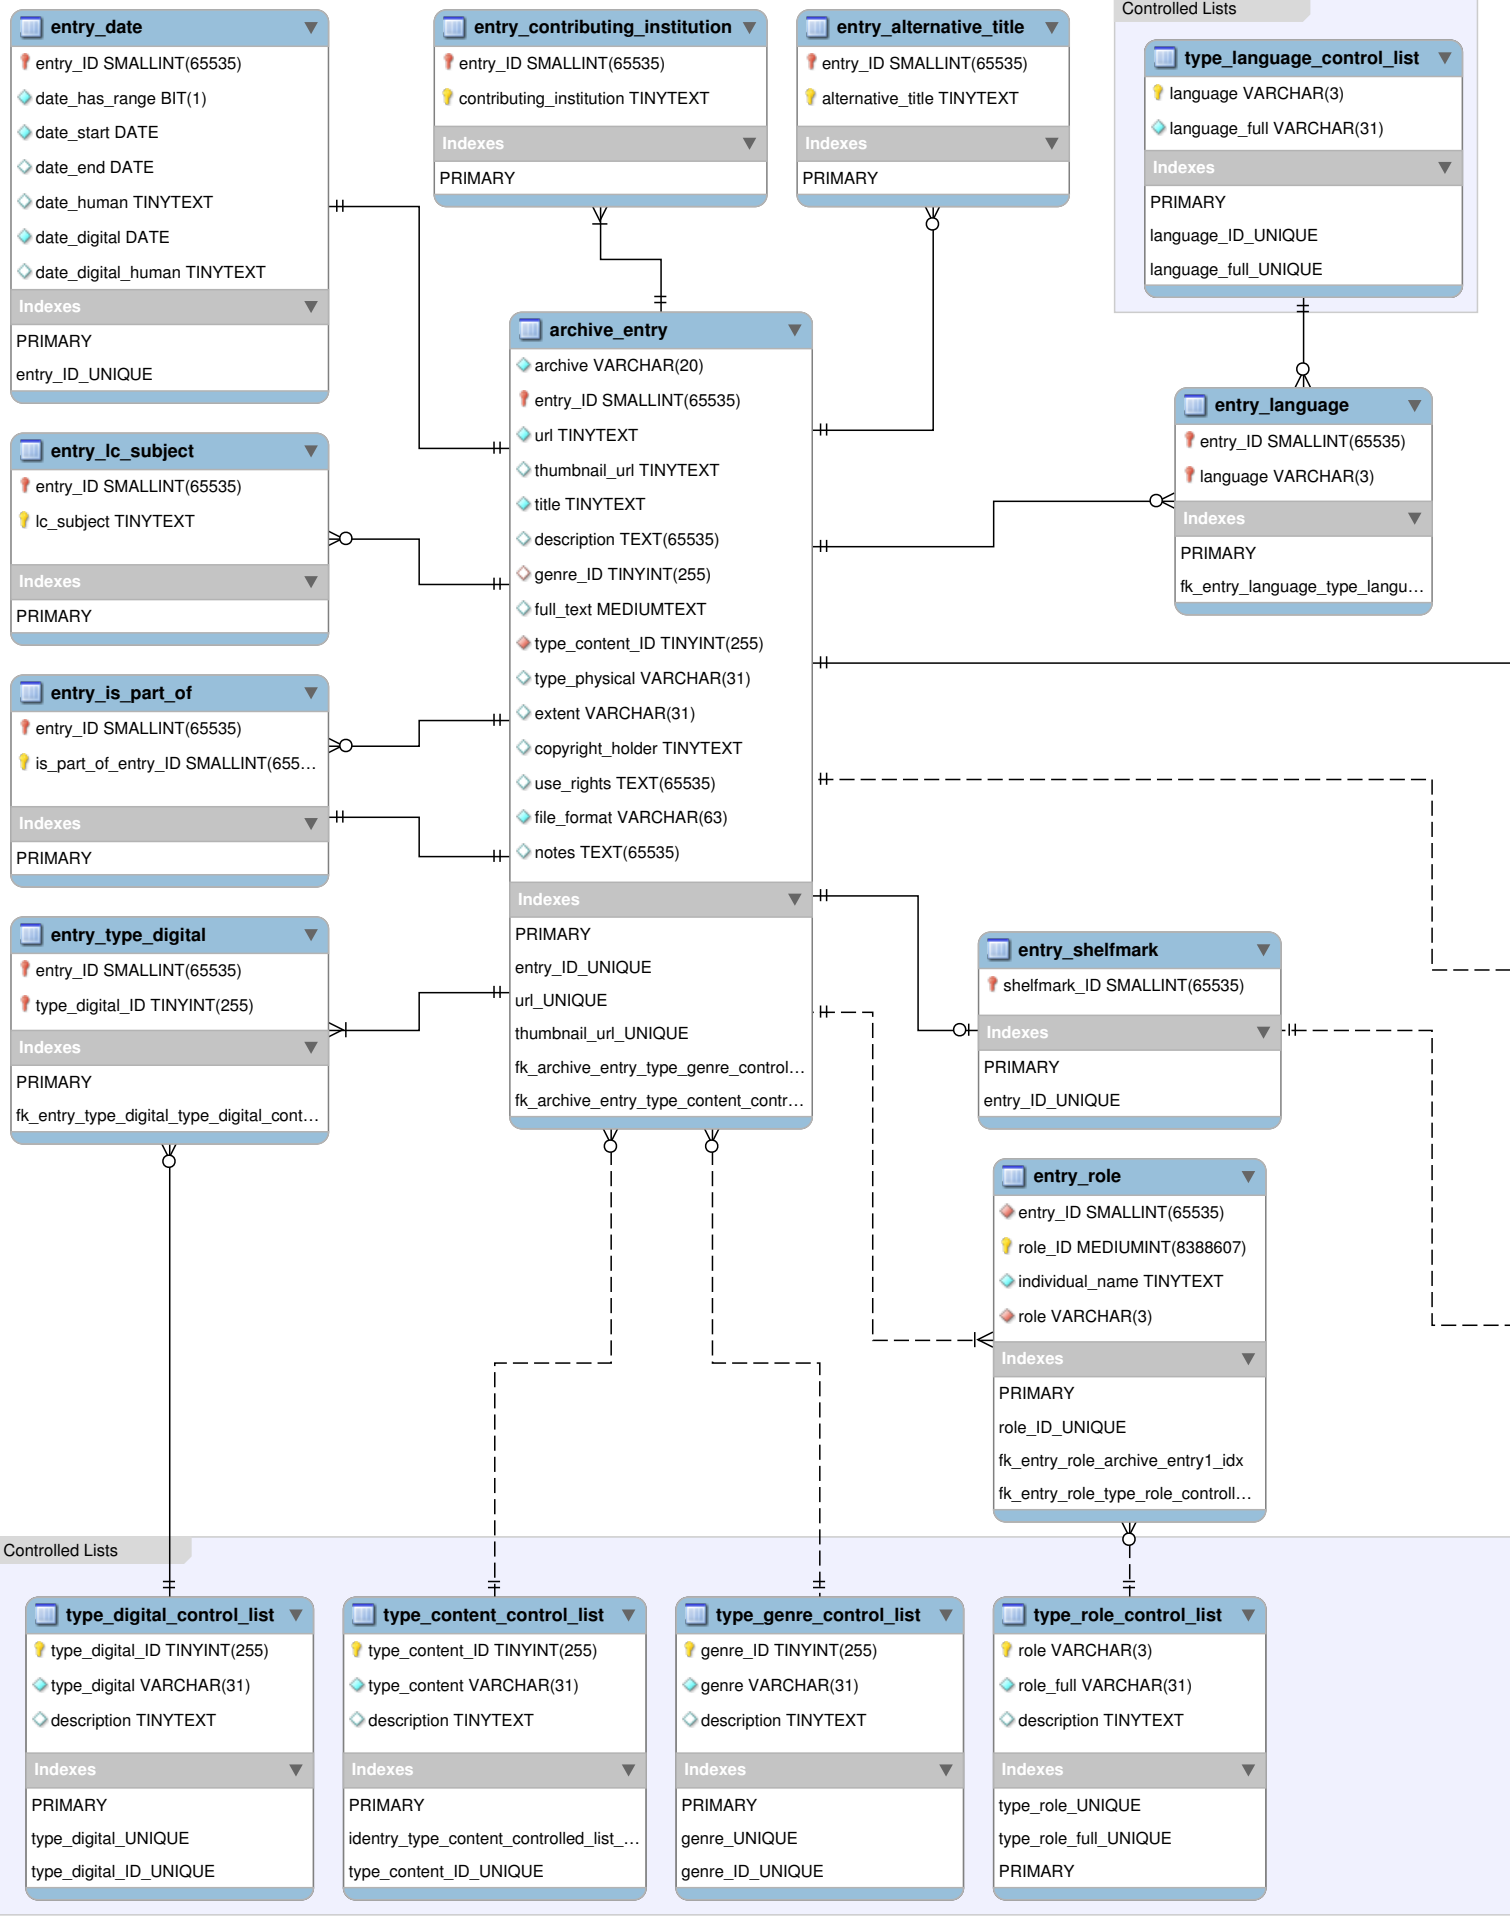 entry_date
entry_ID SMALLINT(65535)
date_has_range BIT(1)
date_start DATE
date_end DATE
date_human TINYTEXT
date_digital DATE
date_digital_human TINYTEXT
Indexes
PRIMARY
entry_ID_UNIQUE
entry_contributing_institution
entry_ID SMALLINT(65535)
contributing_institution TINYTEXT
Indexes
PRIMARY
entry_alternative_title
entry_ID SMALLINT(65535)
alternative_title TINYTEXT
Indexes
PRIMARY
Controlled Lists
type_language_control_list
language VARCHAR(3)
language_full VARCHAR(31)
Indexes
PRIMARY
language_ID_UNIQUE
language_full_UNIQUE
entry_lc_subject
entry_ID SMALLINT(65535)
lc_subject TINYTEXT
Indexes
PRIMARY
entry_is_part_of
entry_ID SMALLINT(65535)
is_part_of_entry_ID SMALLINT(655...
Indexes
PRIMARY
entry_type_digital
entry_ID SMALLINT(65535)
type_digital_ID TINYINT(255)
Indexes
PRIMARY
fk_entry_type_digital_type_digital_cont...
archive_entry
archive VARCHAR(20)
entry_ID SMALLINT(65535)
url TINYTEXT
thumbnail_url TINYTEXT
title TINYTEXT
description TEXT(65535)
genre_ID TINYINT(255)
full_text MEDIUMTEXT
type_content_ID TINYINT(255)
type_physical VARCHAR(31)
extent VARCHAR(31)
copyright_holder TINYTEXT
use_rights TEXT(65535)
file_format VARCHAR(63)
notes TEXT(65535)
Indexes
PRIMARY
entry_ID_UNIQUE
url_UNIQUE
thumbnail_url_UNIQUE
fk_archive_entry_type_genre_control...
fk_archive_entry_type_content_contr...
entry_language
entry_ID SMALLINT(65535)
language VARCHAR(3)
Indexes
PRIMARY
fk_entry_language_type_langu...
entry_shelfmark
shelfmark_ID SMALLINT(65535)
Indexes
PRIMARY
entry_ID_UNIQUE
entry_role
entry_ID SMALLINT(65535)
role_ID MEDIUMINT(8388607)
individual_name TINYTEXT
role VARCHAR(3)
Indexes
PRIMARY
role_ID_UNIQUE
fk_entry_role_archive_entry1_idx
fk_entry_role_type_role_controll...
Controlled Lists
type_digital_control_list
type_digital_ID TINYINT(255)
type_digital VARCHAR(31)
description TINYTEXT
Indexes
PRIMARY
type_digital_UNIQUE
type_digital_ID_UNIQUE
type_content_control_list
type_content_ID TINYINT(255)
type_content VARCHAR(31)
description TINYTEXT
Indexes
PRIMARY
identry_type_content_controlled_list_...
type_content_ID_UNIQUE
type_genre_control_list
genre_ID TINYINT(255)
genre VARCHAR(31)
description TINYTEXT
Indexes
PRIMARY
genre_UNIQUE
genre_ID_UNIQUE
type_role_control_list
role VARCHAR(3)
role_full VARCHAR(31)
description TINYTEXT
Indexes
type_role_UNIQUE
type_role_full_UNIQUE
PRIMARY